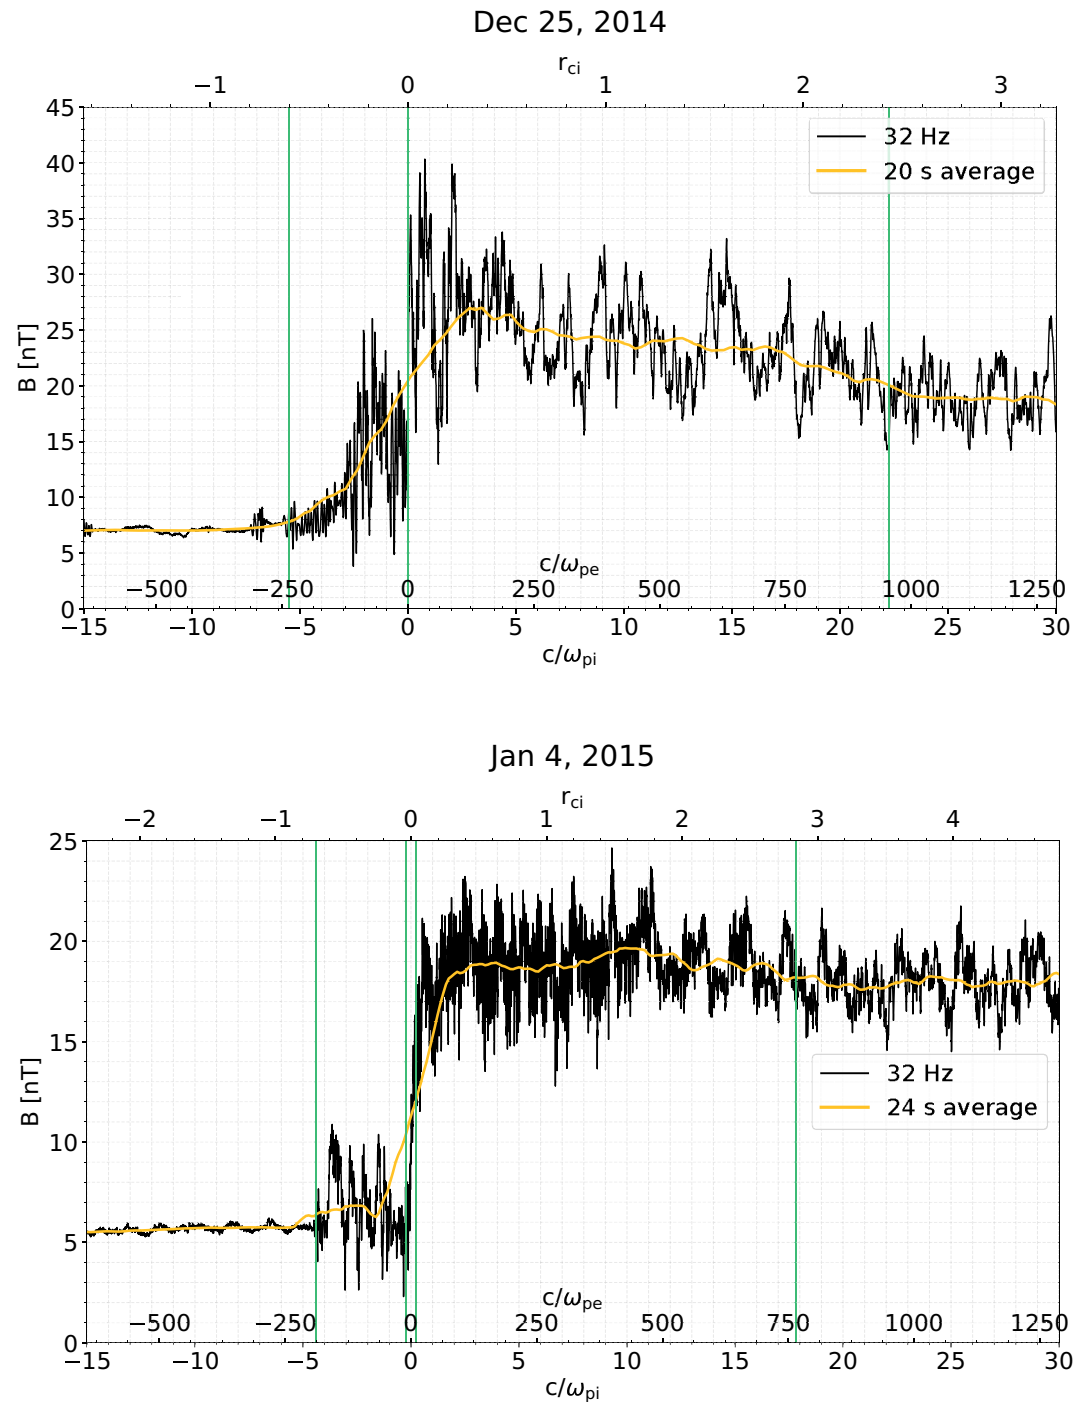 Dec 25, 2014
r_ci
−1 0 1 2 3
45
40
35
30
25
20
15
10
5
0
B [nT]
32 Hz
20 s average
c/ω_pe
−500 −250 0 250 500 750 1000 1250
−15 −10 −5 0 5 10 15 20 25 30
c/ω_pi
Jan 4, 2015
r_ci
−2 −1 0 1 2 3 4
25
20
15
10
5
0
B [nT]
32 Hz
24 s average
c/ω_pe
−500 −250 0 250 500 750 1000 1250
−15 −10 −5 0 5 10 15 20 25 30
c/ω_pi